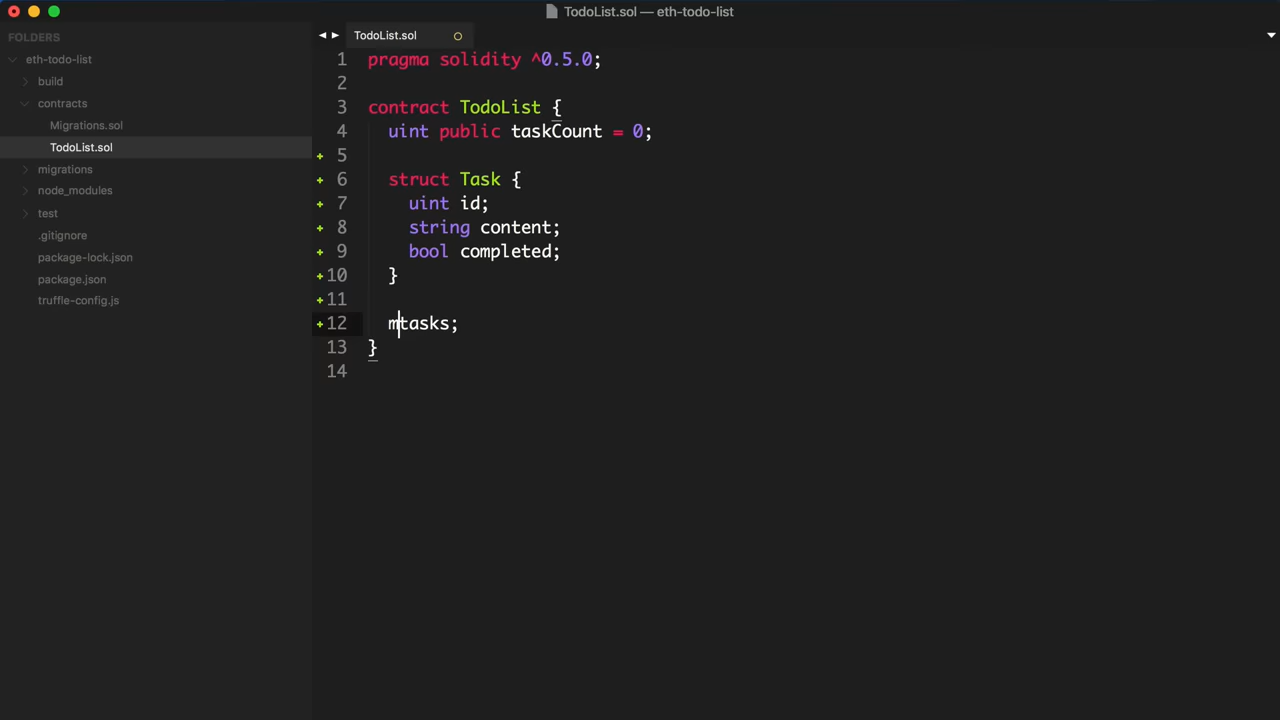 TodoList.sol — eth-todo-list
FOLDERS
eth-todo-list
build
contracts
Migrations.sol
TodoList.sol
migrations
node_modules
test
.gitignore
package-lock.json
package.json
truffle-config.js
TodoList.sol
1 pragma solidity ^0.5.0;
2
3 contract TodoList {
4 uint public taskCount = 0;
5
6 struct Task {
7 uint id;
8 string content;
9 bool completed;
10 }
11
12 mtasks;
13 }
14